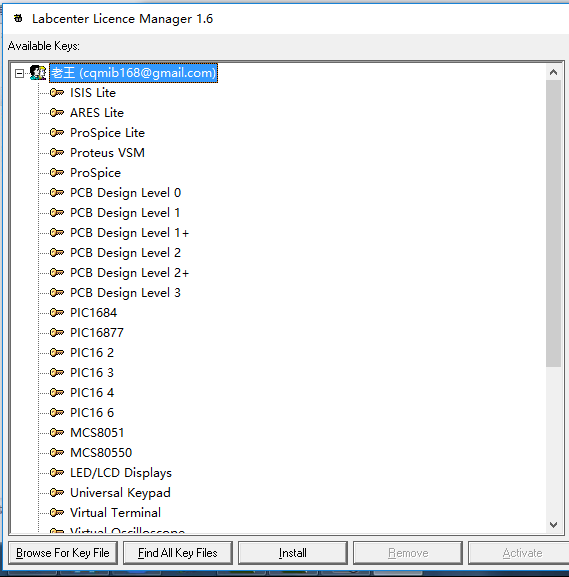 Labcenter Licence Manager 1.6
Available Keys:
老王 (cqmib168@gmail.com)
ISIS Lite
ARES Lite
ProSpice Lite
Proteus VSM
ProSpice
PCB Design Level 0
PCB Design Level 1
PCB Design Level 1+
PCB Design Level 2
PCB Design Level 2+
PCB Design Level 3
PIC1684
PIC16877
PIC16 2
PIC16 3
PIC16 4
PIC16 6
MCS8051
MCS80550
LED/LCD Displays
Universal Keypad
Virtual Terminal
Virtual Oscilloscope
Browse For Key File Find All Key Files Install Remove Activate